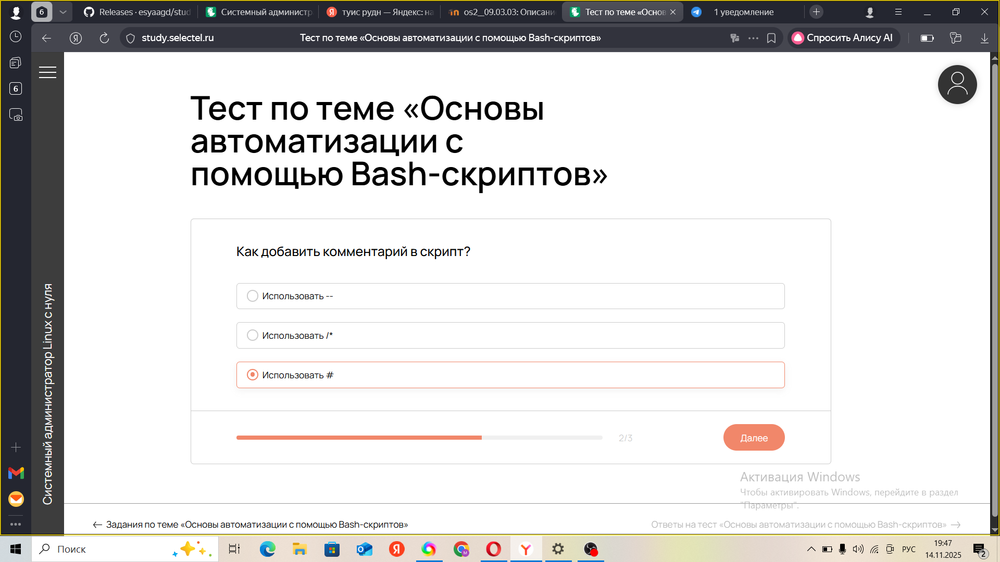 6
Releases · esyaagd/stud
Системный администр
туис рудн — Яндекс: на
os2__09.03.03: Описани
Тест по теме «Основ
1 уведомление
study.selectel.ru
Тест по теме «Основы автоматизации с помощью Bash-скриптов»
Спросить Алису AI
6
Системный администратор Linux с нуля
Тест по теме «Основы
автоматизации с
помощью Bash-скриптов»
Как добавить комментарий в скрипт?
Использовать --
Использовать /*
Использовать #
2/3
Далее
Активация Windows
Чтобы активировать Windows, перейдите в раздел
"Параметры".
← Задания по теме «Основы автоматизации с помощью Bash-скриптов»
Ответы на тест «Основы автоматизации с помощью Bash-скриптов» →
Поиск
РУС
19:47
14.11.2025
2